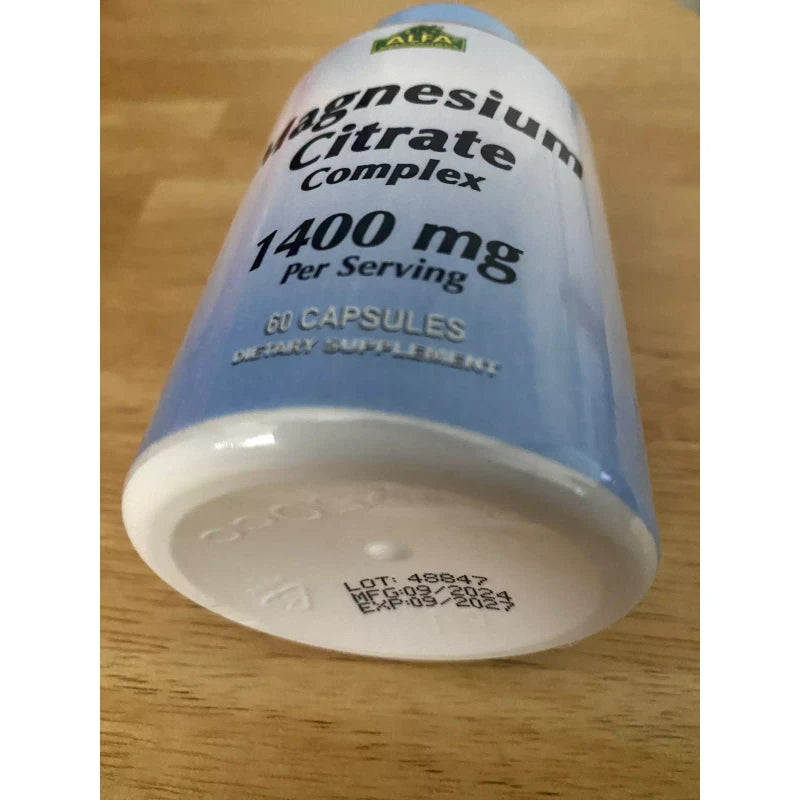 ALFA
Magnesium
Citrate
Complex
1400 mg
Per Serving
60 CAPSULES
DIETARY SUPPLEMENT
LOT: 48847
MFG:09/2024
EXP:09/2027